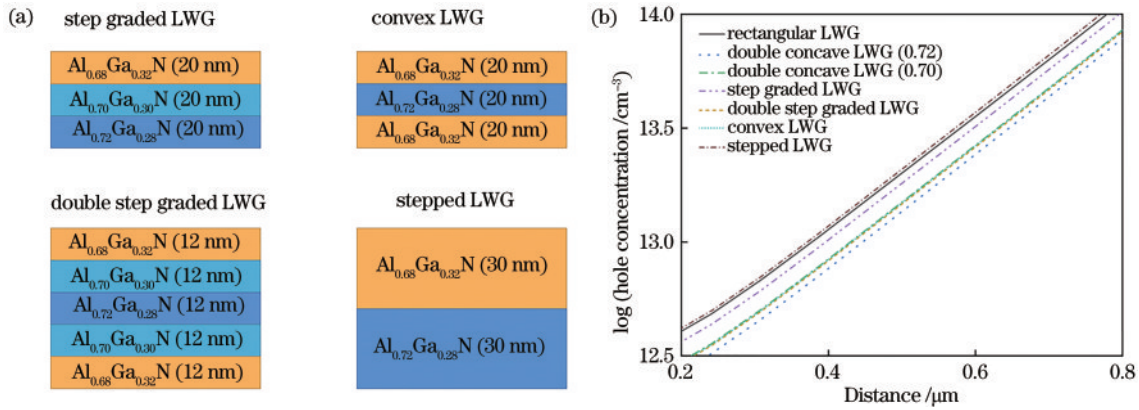 (a)
step graded LWG
Al0.68Ga0.32N (20 nm)
Al0.70Ga0.30N (20 nm)
Al0.72Ga0.28N (20 nm)
convex LWG
Al0.68Ga0.32N (20 nm)
Al0.72Ga0.28N (20 nm)
Al0.68Ga0.32N (20 nm)
double step graded LWG
Al0.68Ga0.32N (12 nm)
Al0.70Ga0.30N (12 nm)
Al0.72Ga0.28N (12 nm)
Al0.70Ga0.30N (12 nm)
Al0.68Ga0.32N (12 nm)
stepped LWG
Al0.68Ga0.32N (30 nm)
Al0.72Ga0.28N (30 nm)
(b)
log (hole concentration /cm−3)
14.0
13.5
13.0
12.5
rectangular LWG
double concave LWG (0.72)
double concave LWG (0.70)
step graded LWG
double step graded LWG
convex LWG
stepped LWG
0.2 0.4 0.6 0.8
Distance /μm